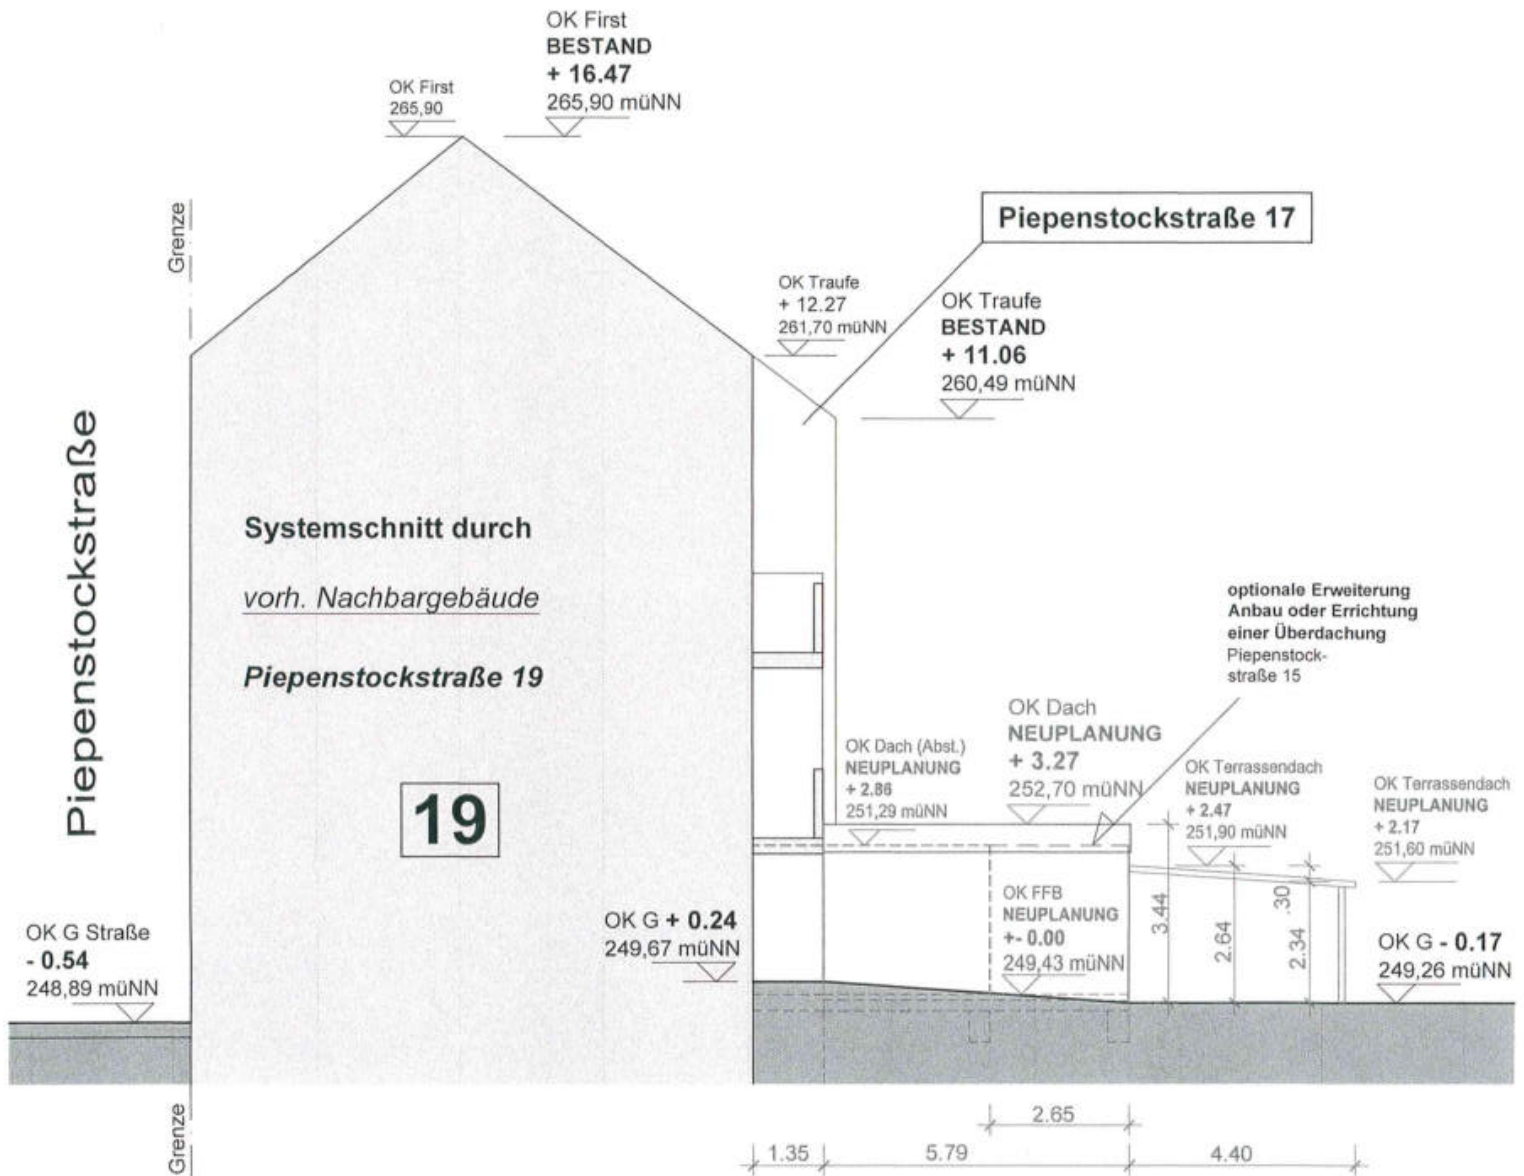 OK First
BESTAND
+ 16.47
265,90 müNN
OK First
265,90
Grenze
Piepenstockstraße 17
OK Traufe
+ 12.27
261,70 müNN
OK Traufe
BESTAND
+ 11.06
260,49 müNN
Piepenstockstraße
Systemschnitt durch
vorh. Nachbargebäude
Piepenstockstraße 19
19
optionale Erweiterung
Anbau oder Errichtung
einer Überdachung
Piepenstock-
straße 15
OK Dach
NEUPLANUNG
+ 3.27
252,70 müNN
OK Dach (Abst.)
NEUPLANUNG
+ 2.86
251,29 müNN
OK Terrassendach
NEUPLANUNG
+ 2.47
251,90 müNN
OK Terrassendach
NEUPLANUNG
+ 2.17
251,60 müNN
OK FFB
NEUPLANUNG
+- 0.00
249,43 müNN
3.44
2.64
.30
2.34
OK G Straße
- 0.54
248,89 müNN
OK G + 0.24
249,67 müNN
OK G - 0.17
249,26 müNN
Grenze
2.65
1.35
5.79
4.40